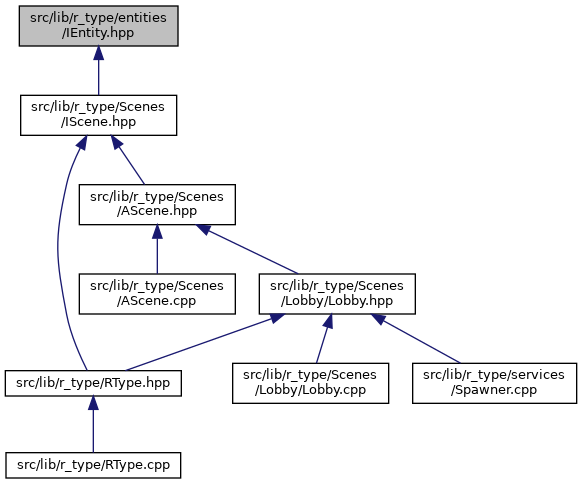 src/lib/r_type/entities
/IEntity.hpp
src/lib/r_type/Scenes
/IScene.hpp
src/lib/r_type/Scenes
/AScene.hpp
src/lib/r_type/Scenes
/AScene.cpp
src/lib/r_type/Scenes
/Lobby/Lobby.hpp
src/lib/r_type/RType.hpp
src/lib/r_type/Scenes
/Lobby/Lobby.cpp
src/lib/r_type/services
/Spawner.cpp
src/lib/r_type/RType.cpp